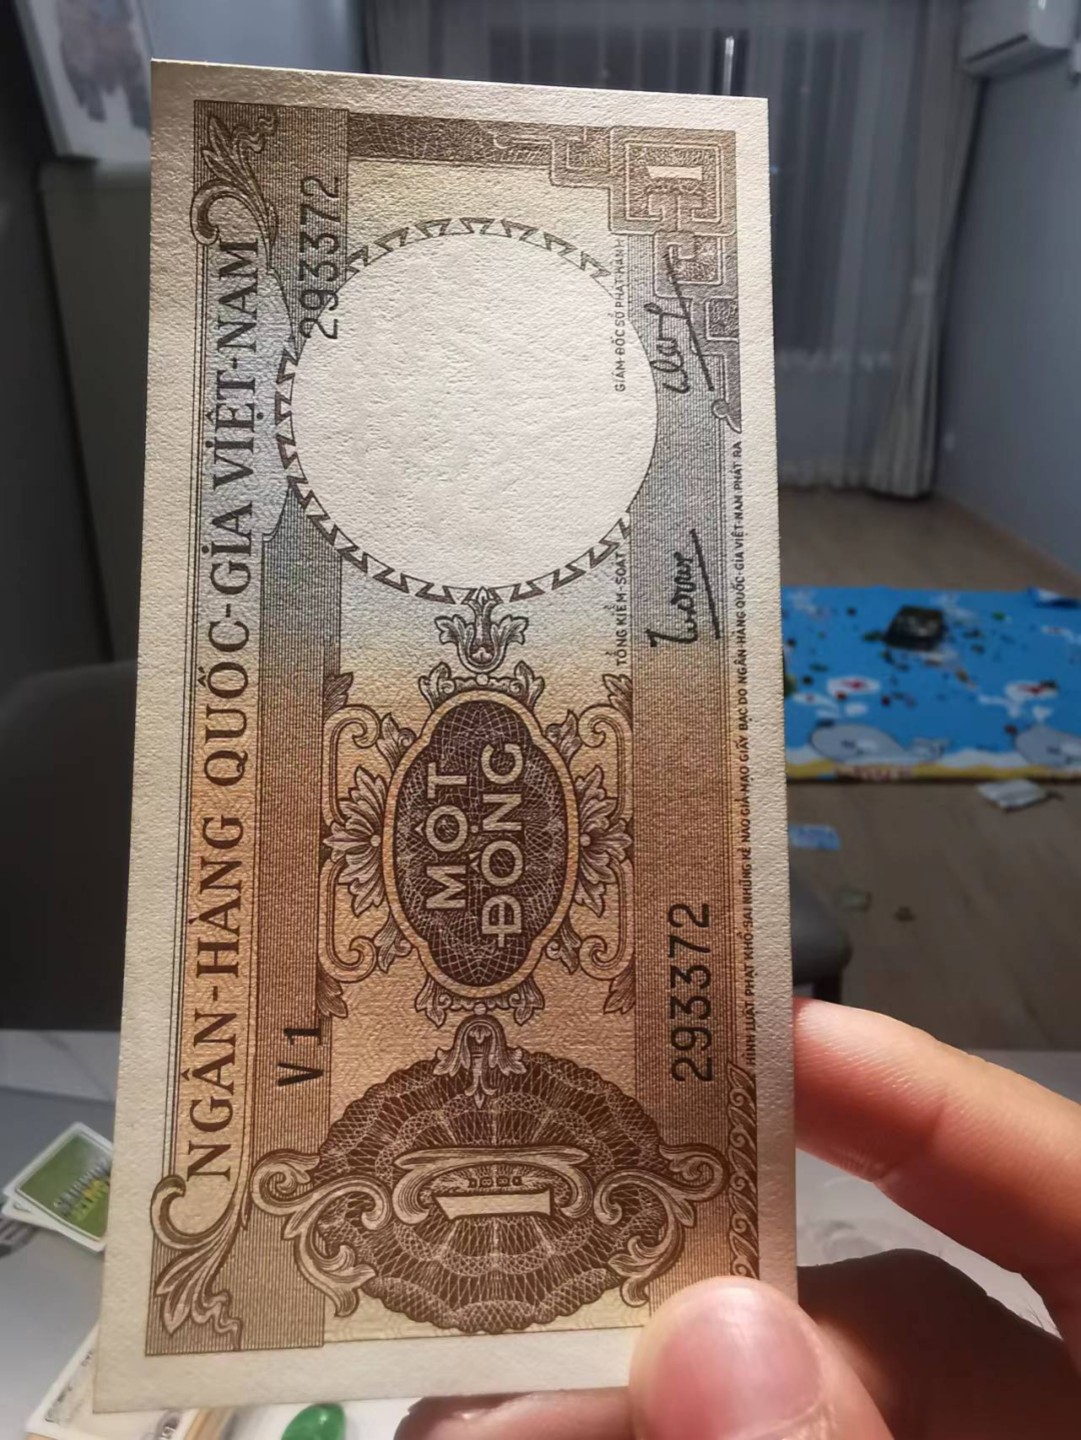 NGÂN-HÀNG QUỐC-GIA VIỆT-NAM
V 1
293372
MỘT
ĐỒNG
TỔNG KIỂM-SOÁT
GIÁM-ĐỐC SỞ PHÁT-HÀNH
293372
HÌNH LUẬT PHẠT KHỔ-SAI NHỮNG KẺ NÀO GIẢ-MẠO GIẤY BẠC DO NGÂN-HÀNG QUỐC-GIA VIỆT-NAM PHÁT RA
1
1